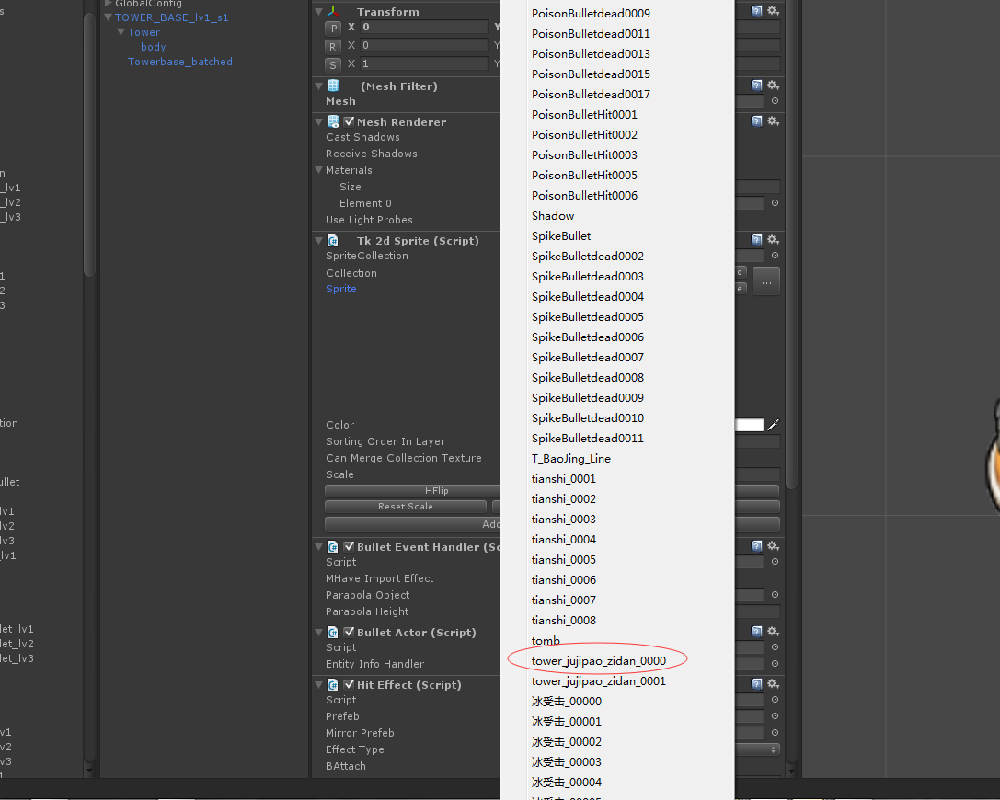 GlobalConfig
TOWER_BASE_lv1_s1
Tower
body
Towerbase_batched
s
n
_lv1
_lv2
_lv3
1
2
3
tion
ullet
lv1
lv2
lv3
_lv1
let_lv1
let_lv2
let_lv3
v1
v2
v3
Transform
P X 0 Y
R X 0 Y
S X 1 Y
(Mesh Filter)
Mesh
Mesh Renderer
Cast Shadows
Receive Shadows
Materials
Size
Element 0
Use Light Probes
Tk 2d Sprite (Script)
SpriteCollection
Collection
Sprite
o
e
...
Color
Sorting Order In Layer
Can Merge Collection Texture
Scale
HFlip
Reset Scale
Add
Bullet Event Handler (Sc
Script
MHave Import Effect
Parabola Object
Parabola Height
Bullet Actor (Script)
Script
Entity Info Handler
Hit Effect (Script)
Script
Prefeb
Mirror Prefeb
Effect Type
BAttach
PoisonBulletdead0009
PoisonBulletdead0011
PoisonBulletdead0013
PoisonBulletdead0015
PoisonBulletdead0017
PoisonBulletHit0001
PoisonBulletHit0002
PoisonBulletHit0003
PoisonBulletHit0005
PoisonBulletHit0006
Shadow
SpikeBullet
SpikeBulletdead0002
SpikeBulletdead0003
SpikeBulletdead0004
SpikeBulletdead0005
SpikeBulletdead0006
SpikeBulletdead0007
SpikeBulletdead0008
SpikeBulletdead0009
SpikeBulletdead0010
SpikeBulletdead0011
T_BaoJing_Line
tianshi_0001
tianshi_0002
tianshi_0003
tianshi_0004
tianshi_0005
tianshi_0006
tianshi_0007
tianshi_0008
tomb
tower_jujipao_zidan_0000
tower_jujipao_zidan_0001
冰受击_00000
冰受击_00001
冰受击_00002
冰受击_00003
冰受击_00004